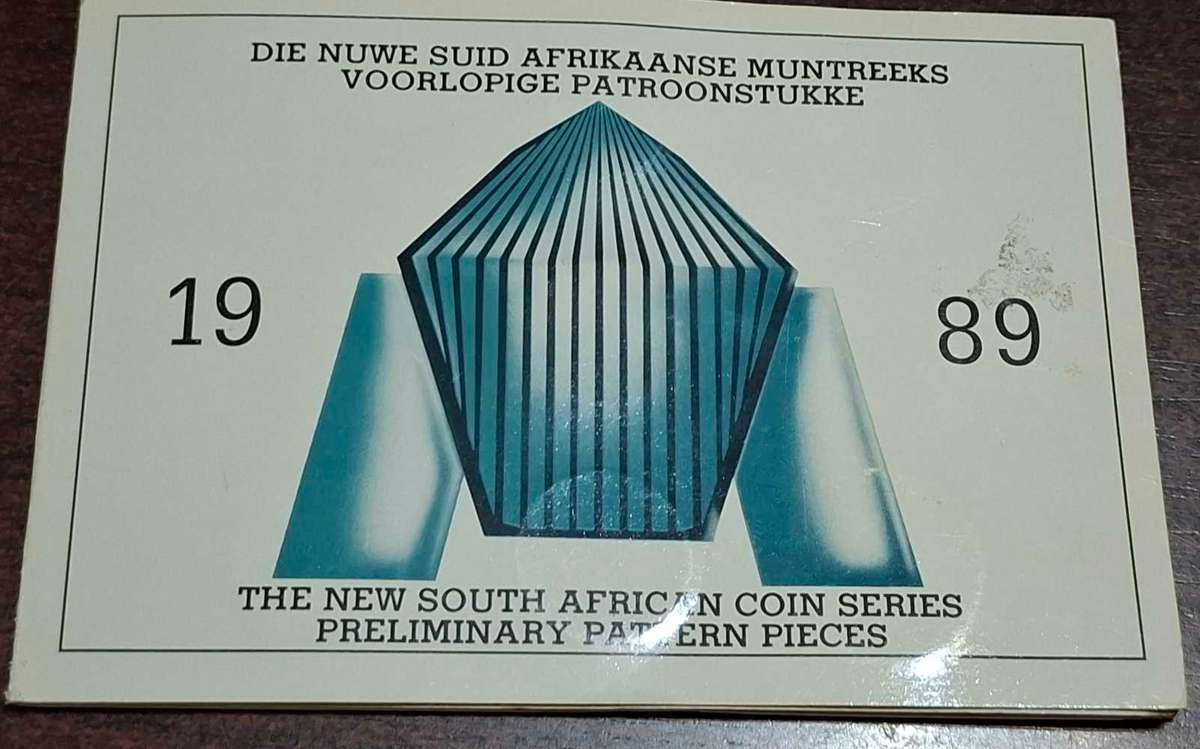 DIE NUWE SUID AFRIKAANSE MUNTREEKS
VOORLOPIGE PATROONSTUKKE
19 89
THE NEW SOUTH AFRICAN COIN SERIES
PRELIMINARY PATTERN PIECES